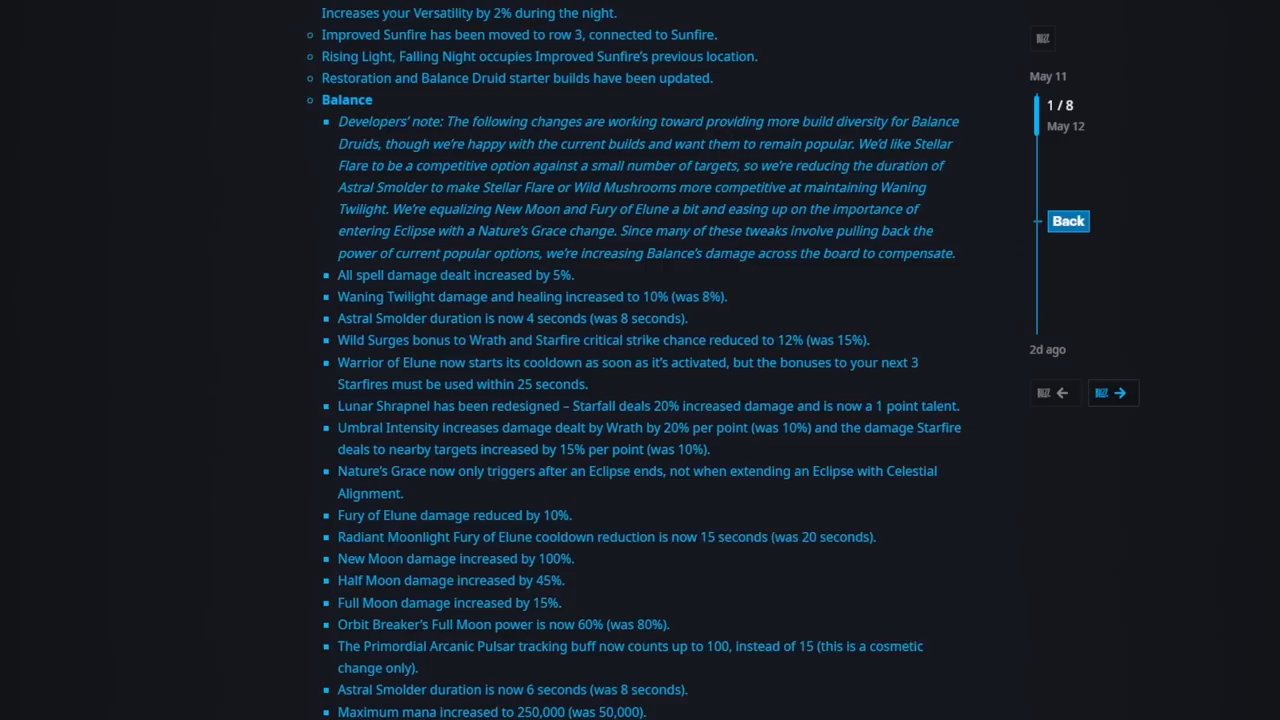 Increases your Versatility by 2% during the night.
Improved Sunfire has been moved to row 3, connected to Sunfire.
Rising Light, Falling Night occupies Improved Sunfire's previous location.
Restoration and Balance Druid starter builds have been updated.
Balance
Developers' note: The following changes are working toward providing more build diversity for Balance
Druids, though we're happy with the current builds and want them to remain popular. We'd like Stellar
Flare to be a competitive option against a small number of targets, so we're reducing the duration of
Astral Smolder to make Stellar Flare or Wild Mushrooms more competitive at maintaining Waning
Twilight. We're equalizing New Moon and Fury of Elune a bit and easing up on the importance of
entering Eclipse with a Nature's Grace change. Since many of these tweaks involve pulling back the
power of current popular options, we're increasing Balance's damage across the board to compensate.
All spell damage dealt increased by 5%.
Waning Twilight damage and healing increased to 10% (was 8%).
Astral Smolder duration is now 4 seconds (was 8 seconds).
Wild Surges bonus to Wrath and Starfire critical strike chance reduced to 12% (was 15%).
Warrior of Elune now starts its cooldown as soon as it's activated, but the bonuses to your next 3
Starfires must be used within 25 seconds.
Lunar Shrapnel has been redesigned – Starfall deals 20% increased damage and is now a 1 point talent.
Umbral Intensity increases damage dealt by Wrath by 20% per point (was 10%) and the damage Starfire
deals to nearby targets increased by 15% per point (was 10%).
Nature's Grace now only triggers after an Eclipse ends, not when extending an Eclipse with Celestial
Alignment.
Fury of Elune damage reduced by 10%.
Radiant Moonlight Fury of Elune cooldown reduction is now 15 seconds (was 20 seconds).
New Moon damage increased by 100%.
Half Moon damage increased by 45%.
Full Moon damage increased by 15%.
Orbit Breaker's Full Moon power is now 60% (was 80%).
The Primordial Arcanic Pulsar tracking buff now counts up to 100, instead of 15 (this is a cosmetic
change only).
Astral Smolder duration is now 6 seconds (was 8 seconds).
Maximum mana increased to 250,000 (was 50,000).
May 11
1 / 8
May 12
Back
2d ago